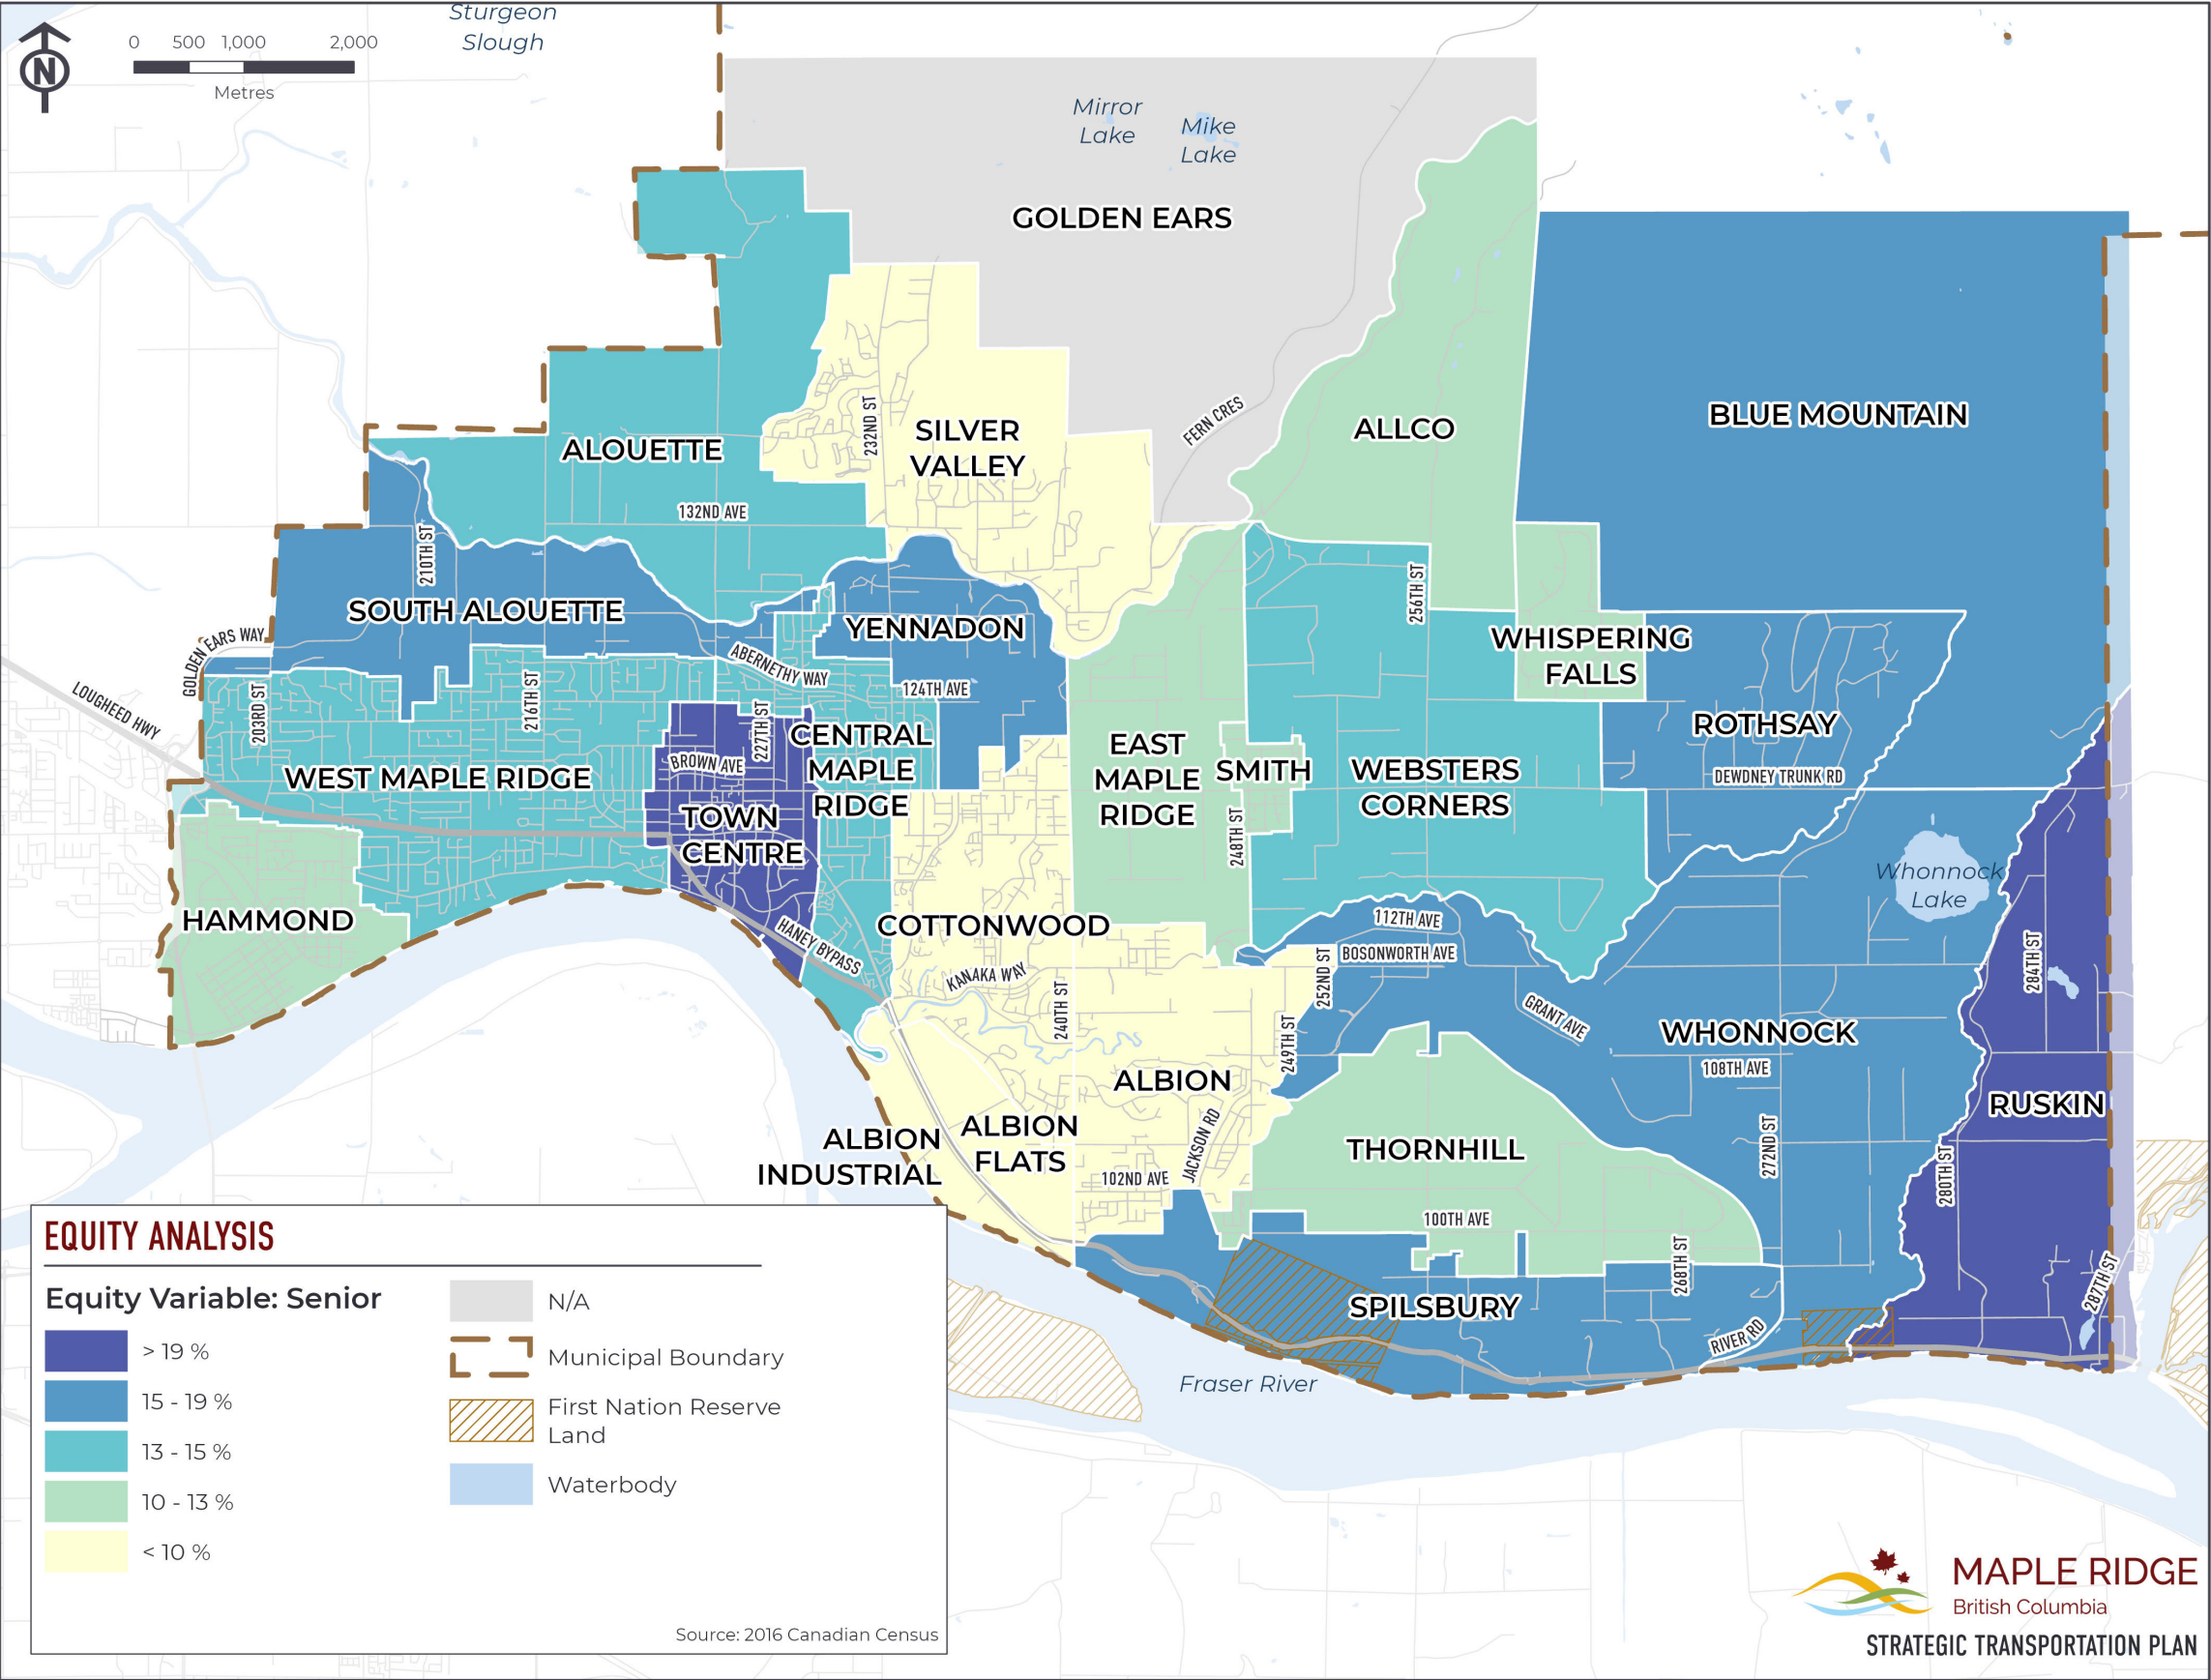 Sturgeon
Slough
0 500 1,000 2,000
Metres
N
Mirror
Lake
Mike
Lake
GOLDEN EARS
FERN CRES
ALLCO
BLUE MOUNTAIN
232ND ST
SILVER
VALLEY
ALOUETTE
132ND AVE
210TH ST
SOUTH ALOUETTE
YENNADON
256TH ST
WHISPERING
FALLS
GOLDEN EARS WAY
LOUGHEED HWY
203RD ST
216TH ST
ABERNETHY WAY
124TH AVE
227TH ST
CENTRAL
MAPLE
RIDGE
BROWN AVE
WEST MAPLE RIDGE
TOWN
CENTRE
EAST
MAPLE
RIDGE
SMITH
248TH ST
WEBSTERS
CORNERS
ROTHSAY
DEWDNEY TRUNK RD
Whonnock
Lake
HAMMOND
HANEY BYPASS
COTTONWOOD
KANAKA WAY
240TH ST
112TH AVE
BOSONWORTH AVE
252ND ST
249TH ST
GRANT AVE
284TH ST
WHONNOCK
108TH AVE
272ND ST
RUSKIN
280TH ST
ALBION
JACKSON RD
102ND AVE
ALBION
FLATS
ALBION
INDUSTRIAL
THORNHILL
100TH AVE
268TH ST
287TH ST
SPILSBURY
RIVER RD
Fraser River
EQUITY ANALYSIS
Equity Variable: Senior
> 19 %
15 - 19 %
13 - 15 %
10 - 13 %
< 10 %
N/A
Municipal Boundary
First Nation Reserve
Land
Waterbody
Source: 2016 Canadian Census
MAPLE RIDGE
British Columbia
STRATEGIC TRANSPORTATION PLAN